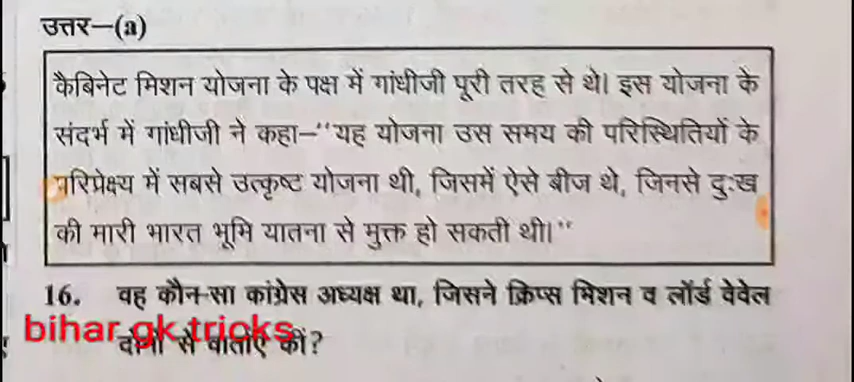 उत्तर–(a)
कैबिनेट मिशन योजना के पक्ष में गांधीजी पूरी तरह से थे। इस योजना के
संदर्भ में गांधीजी ने कहा–‘‘यह योजना उस समय की परिस्थितियों के
परिप्रेक्ष्य में सबसे उत्कृष्ट योजना थी, जिसमें ऐसे बीज थे, जिनसे दुःख
की मारी भारत भूमि यातना से मुक्त हो सकती थी।’’
16. वह कौन-सा कांग्रेस अध्यक्ष था, जिसने क्रिप्स मिशन व लॉर्ड वेवेल
दोनों से वार्ताएं कीं?
bihar gk tricks